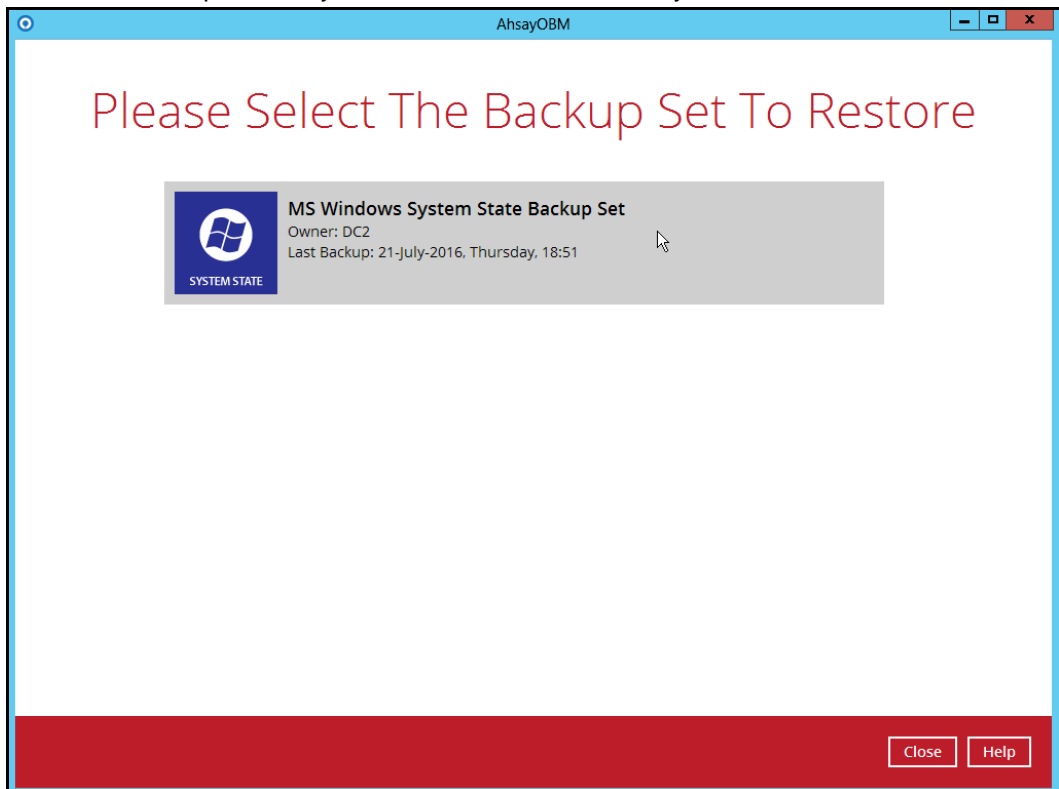 AhsayOBM
Please Select The Backup Set To Restore
MS Windows System State Backup Set
Owner: DC2
Last Backup: 21-July-2016, Thursday, 18:51
SYSTEM STATE
Close Help